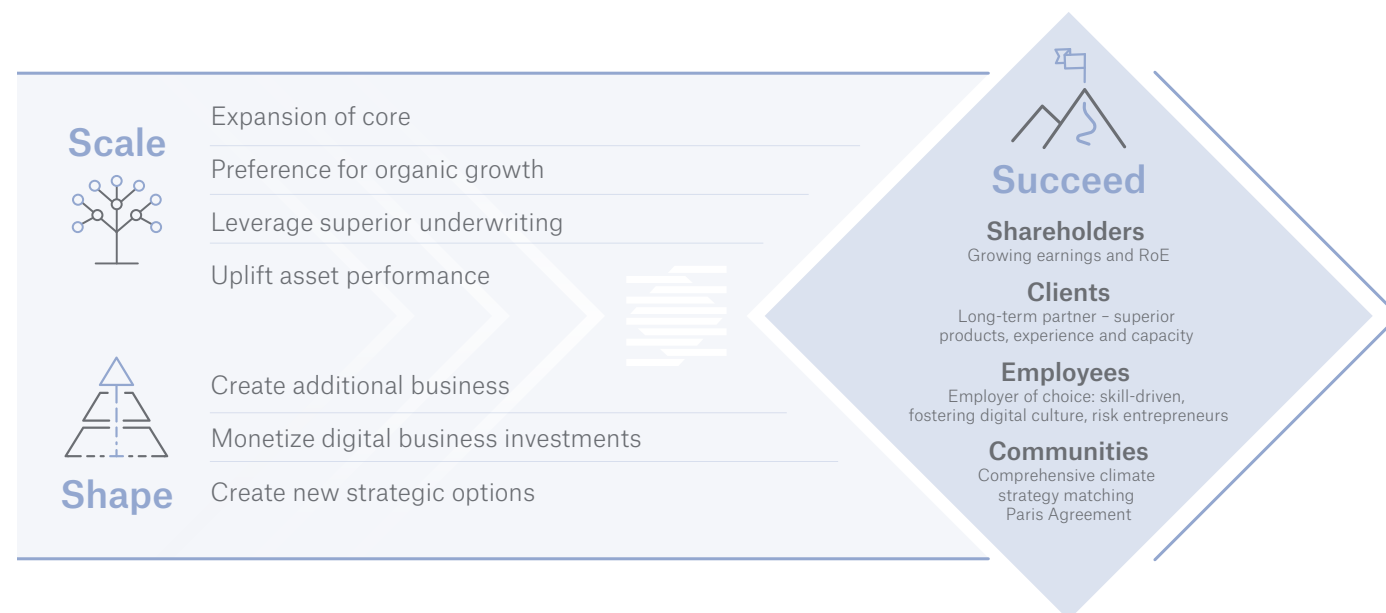 Scale
Expansion of core
Preference for organic growth
Leverage superior underwriting
Uplift asset performance
Shape
Create additional business
Monetize digital business investments
Create new strategic options
Succeed
Shareholders
Growing earnings and RoE
Clients
Long-term partner – superior
products, experience and capacity
Employees
Employer of choice: skill-driven,
fostering digital culture, risk entrepreneurs
Communities
Comprehensive climate
strategy matching
Paris Agreement